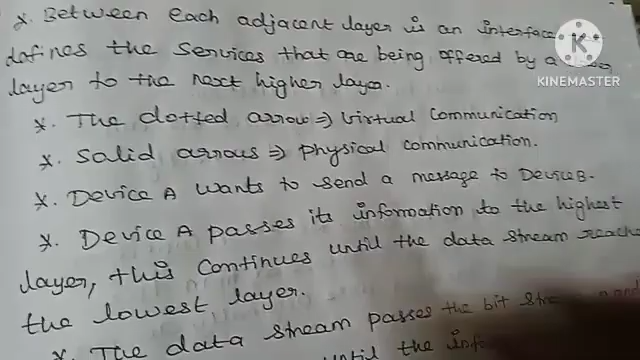 *. Between each adjacent layer is an interface
defines the services that are being offered by a
layer to the next higher layer.
*. The dotted arrow ⇒ virtual communication
*. Solid arrows ⇒ physical communication.
*. Device A wants to send a message to Device B.
*. Device A passes its information to the highest
layer, this continues until the data stream reache
the lowest layer.
*. The data stream passes the bit
until the
K
KINEMASTER